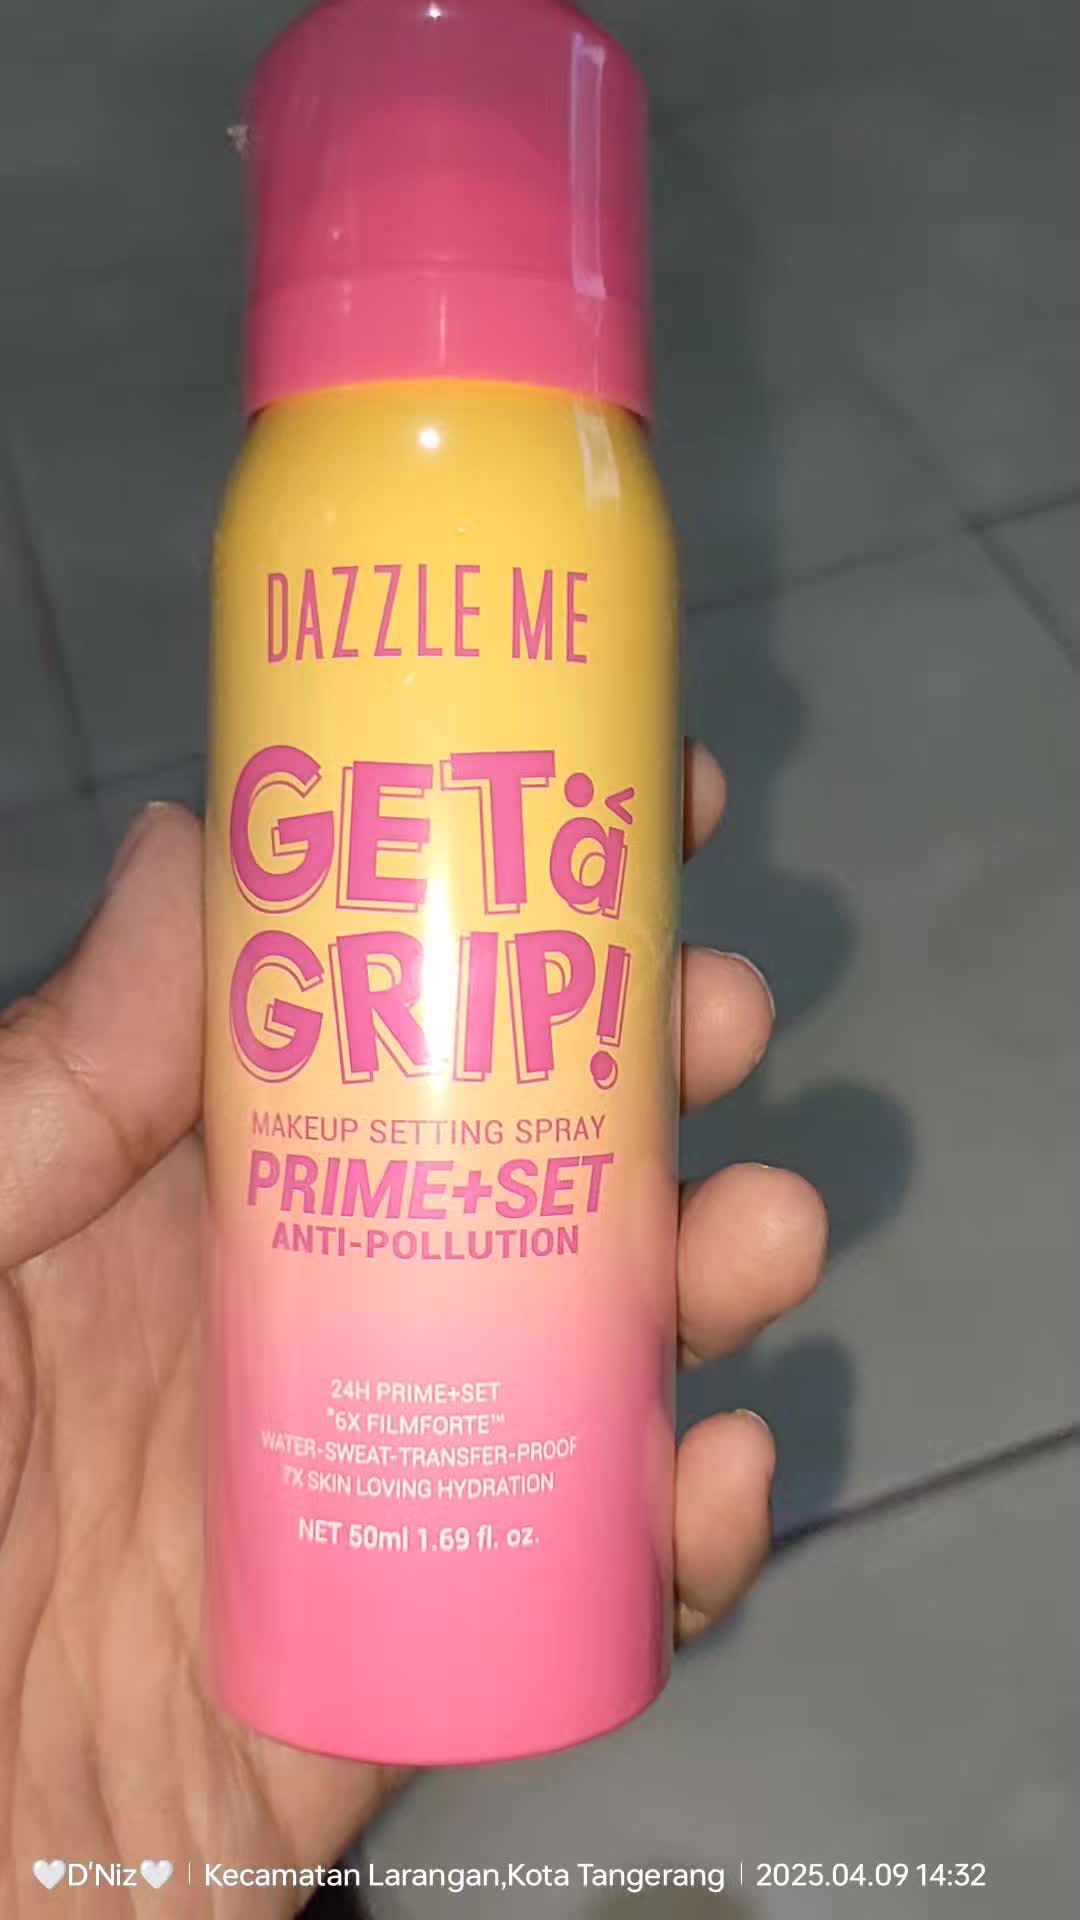 DAZZLE ME
GET a
GRIP!
MAKEUP SETTING SPRAY
PRIME+SET
ANTI-POLLUTION
24H PRIME+SET
*6X FILMFORTE™
WATER-SWEAT-TRANSFER-PROOF
7X SKIN LOVING HYDRATION
NET 50ml 1.69 fl. oz.
🤍D'Niz🤍 | Kecamatan Larangan,Kota Tangerang | 2025.04.09 14:32